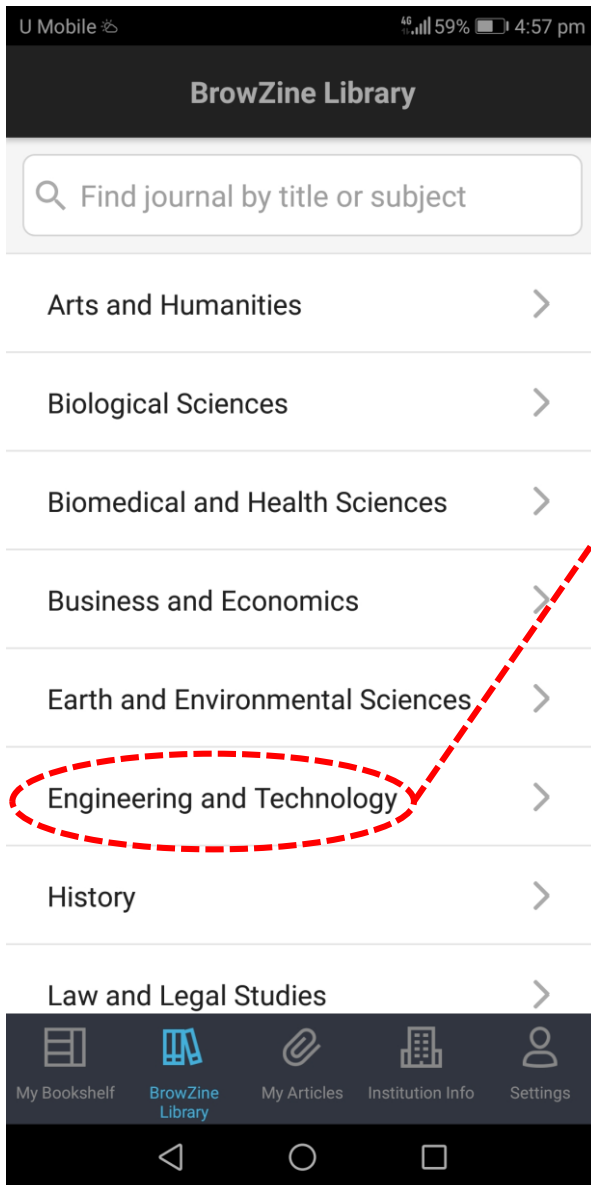 U Mobile 46 59% 4:57 pm
BrowZine Library
Find journal by title or subject
Arts and Humanities
Biological Sciences
Biomedical and Health Sciences
Business and Economics
Earth and Environmental Sciences
Engineering and Technology
History
Law and Legal Studies
My Bookshelf
BrowZine
Library
My Articles
Institution Info
Settings